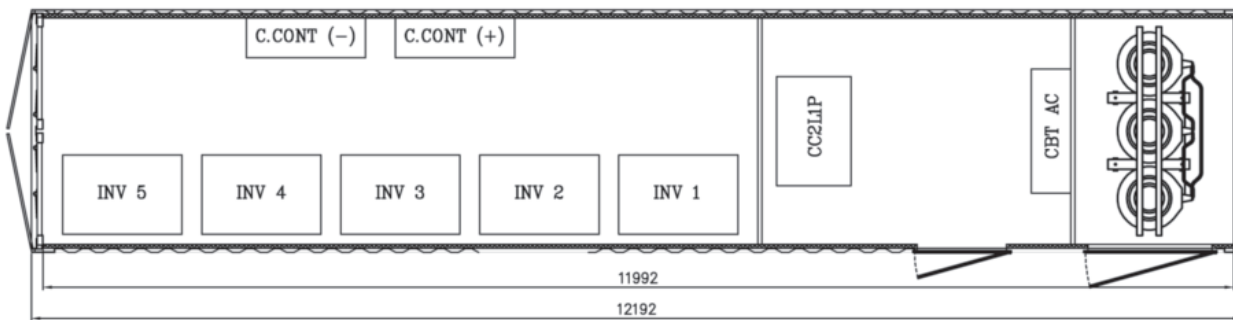 C.CONT (−)
C.CONT (+)
CC2L1P
CBT AC
INV 5
INV 4
INV 3
INV 2
INV 1
11992
12192